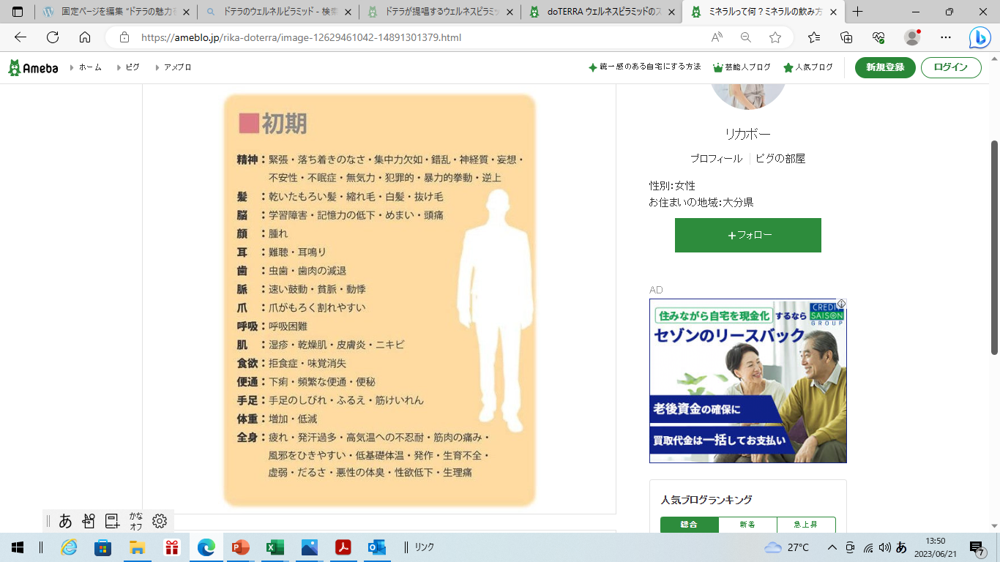 固定ページを編集 "ドテラの魅力を
ドテラのウェルネルピラミッド - 検索
ドテラが提唱するウェルネスピラミッ
doTERRA ウェルネスピラミッドのス
ミネラルって何？ミネラルの飲み方
https://ameblo.jp/rika-doterra/image-12629461042-14891301379.html
Ameba
ホーム
ピグ
アメブロ
統一感のある自宅にする方法
芸能人ブログ
人気ブログ
新規登録
ログイン
■初期
精神：緊張・落ち着きのなさ・集中力欠如・錯乱・神経質・妄想・
不安性・不眠症・無気力・犯罪的・暴力的挙動・逆上
髪　：乾いたもろい髪・縮れ毛・白髪・抜け毛
脳　：学習障害・記憶力の低下・めまい・頭痛
顔　：腫れ
耳　：難聴・耳鳴り
歯　：虫歯・歯肉の減退
脈　：速い鼓動・貧脈・動悸
爪　：爪がもろく割れやすい
呼吸：呼吸困難
肌　：湿疹・乾燥肌・皮膚炎・ニキビ
食欲：拒食症・味覚消失
便通：下痢・頻繁な便通・便秘
手足：手足のしびれ・ふるえ・筋けいれん
体重：増加・低減
全身：疲れ・発汗過多・高気温への不忍耐・筋肉の痛み・
風邪をひきやすい・低基礎体温・発作・生育不全・
虚弱・だるさ・悪性の体臭・性欲低下・生理痛
リカボー
プロフィール
ピグの部屋
性別：女性
お住まいの地域：大分県
＋フォロー
AD
住みながら自宅を現金化 するなら
CREDIT SAISON GROUP
セゾンのリースバック
老後資金の確保に
買取代金は一括してお支払い
人気ブログランキング
総合
新着
急上昇
あ
かな
オフ
リンク
27°C
あ
13:50
2023/06/21
7